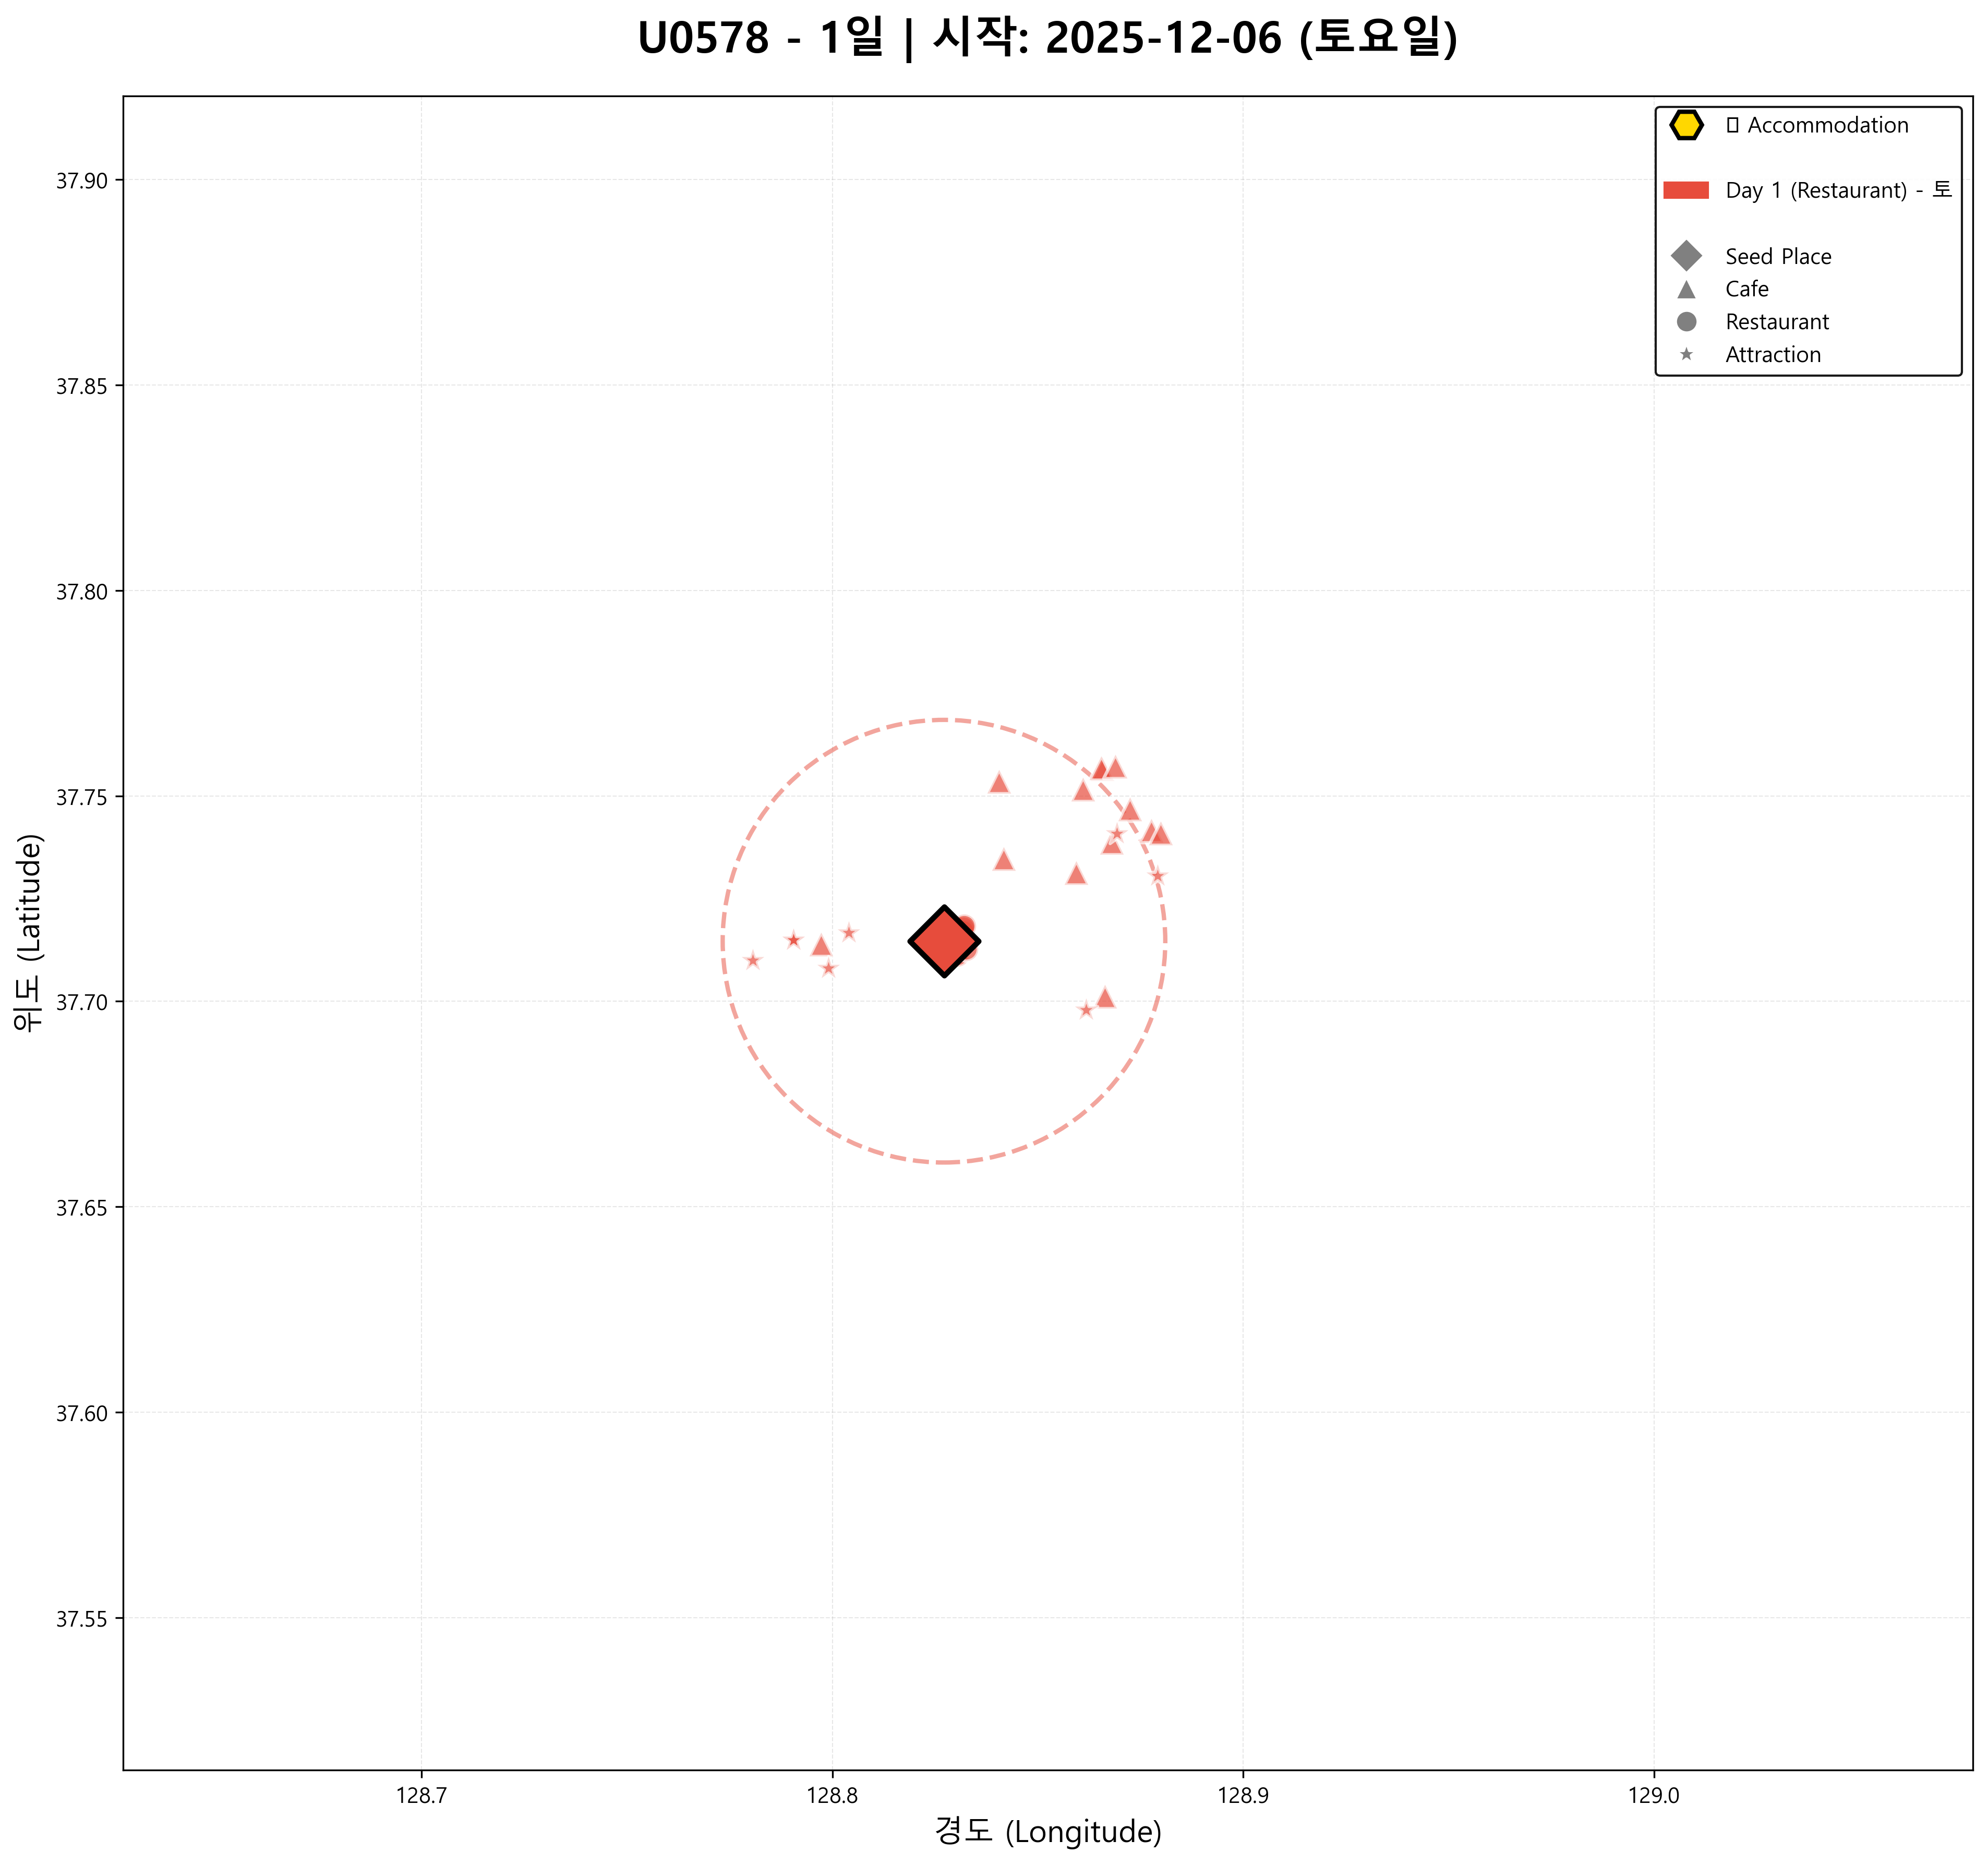 U0578 - 1일 | 시작: 2025-12-06 (토요일)
Accommodation
Day 1 (Restaurant) - 토
Seed Place
Cafe
Restaurant
Attraction
위도 (Latitude)
37.90
37.85
37.80
37.75
37.70
37.65
37.60
37.55
128.7
128.8
128.9
129.0
경도 (Longitude)